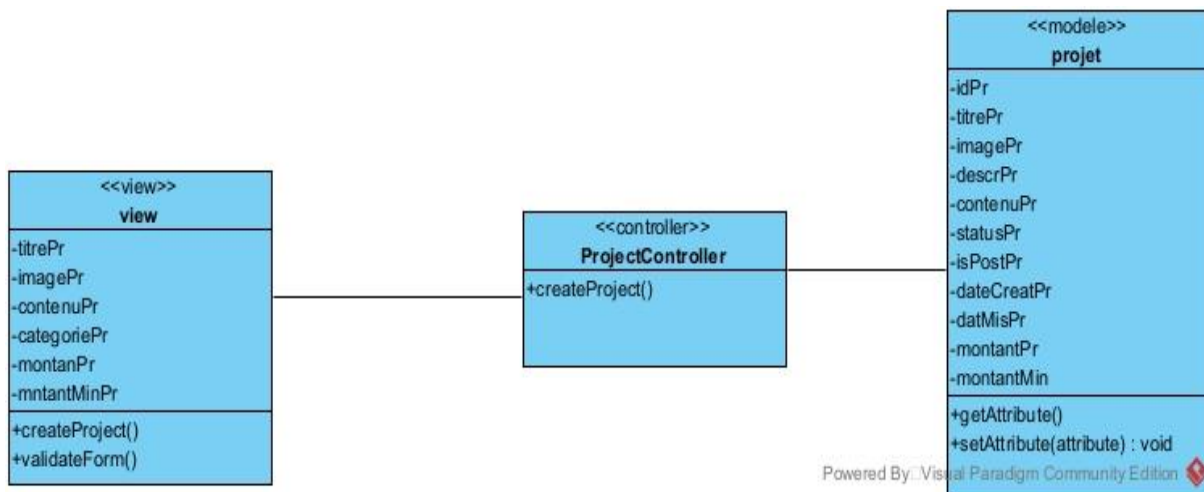 <<view>>
view
-titrePr
-imagePr
-contenuPr
-categoriePr
-montanPr
-mntantMinPr
+createProject()
+validateForm()
<<controller>>
ProjectController
+createProject()
<<modele>>
projet
-idPr
-titrePr
-imagePr
-descrPr
-contenuPr
-statusPr
-isPostPr
-dateCreatPr
-datMisPr
-montantPr
-montantMin
+getAttribute()
+setAttribute(attribute) : void
Powered By Visual Paradigm Community Edition